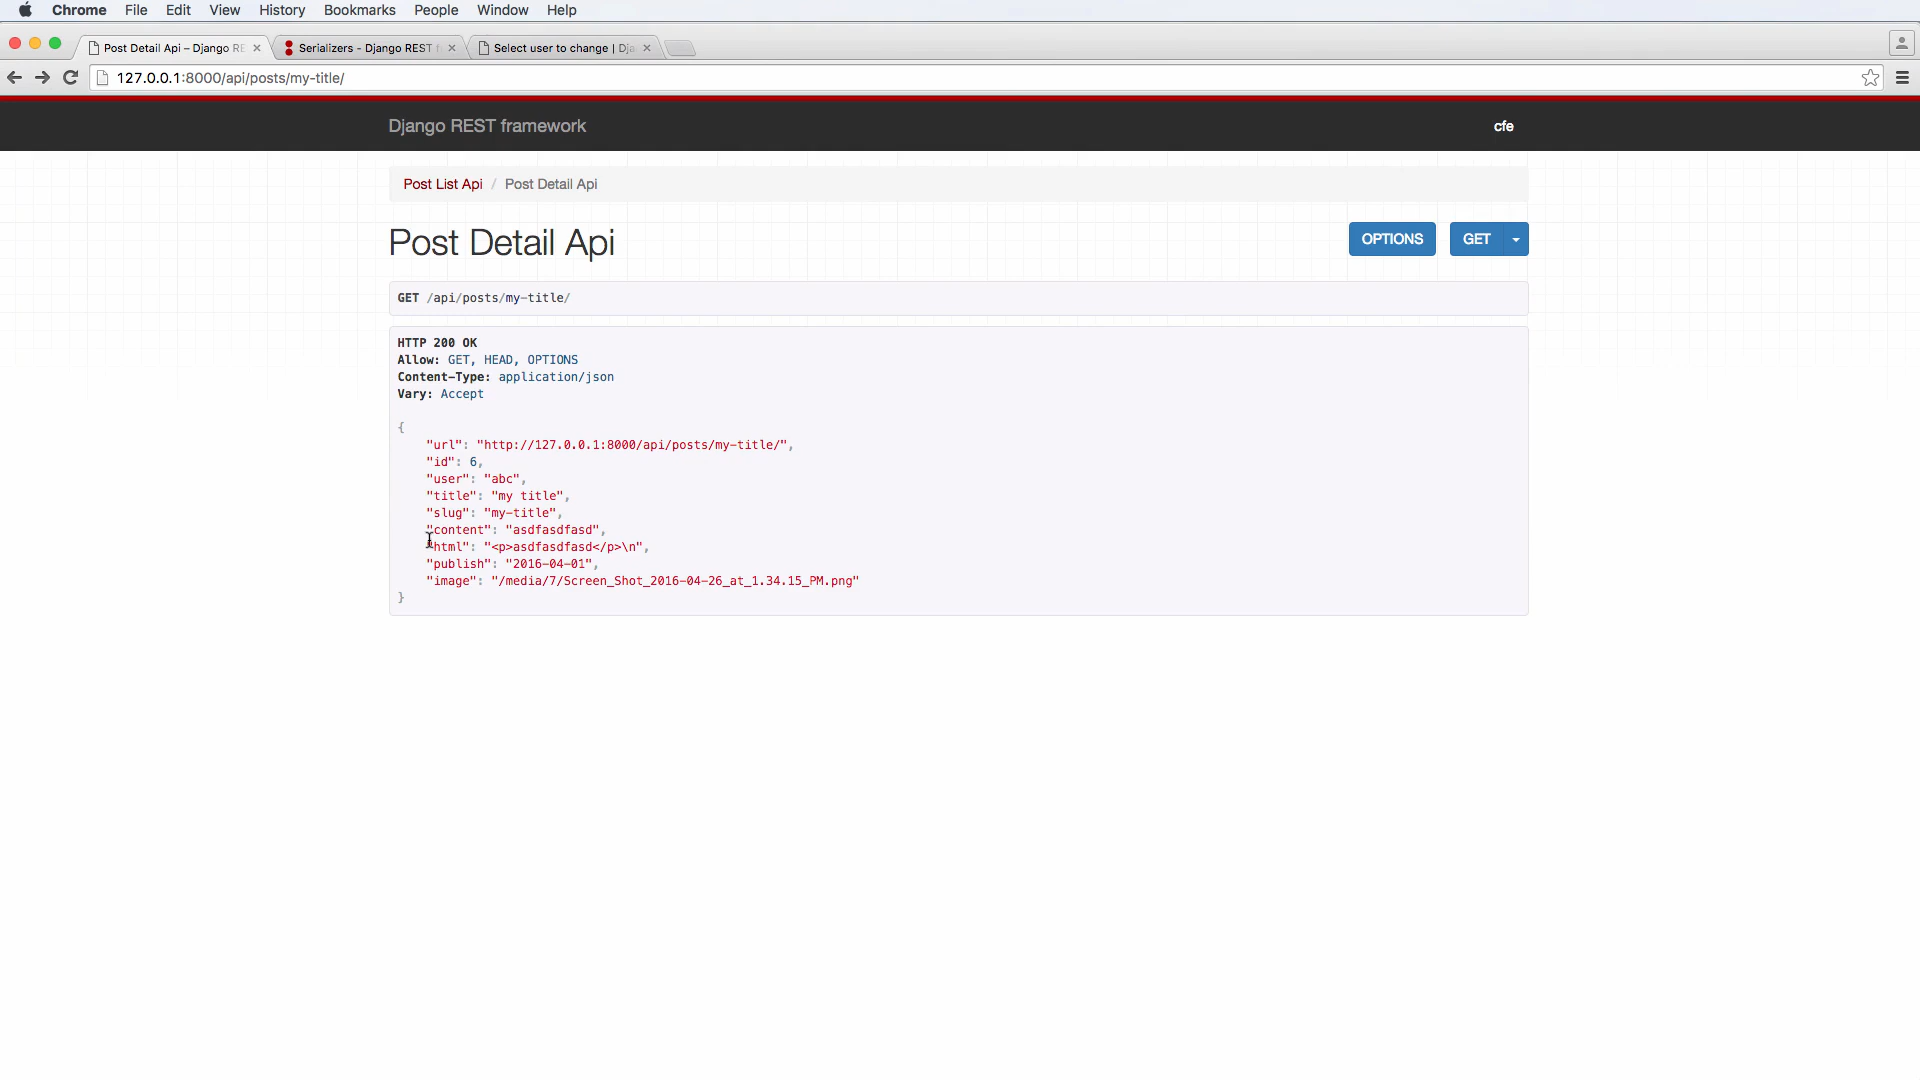 Chrome File Edit View History Bookmarks People Window Help
Post Detail Api – Django RE Serializers - Django REST f Select user to change | Dja
127.0.0.1:8000/api/posts/my-title/
Django REST framework cfe
Post List Api / Post Detail Api
Post Detail Api OPTIONS GET
GET /api/posts/my-title/
HTTP 200 OK
Allow: GET, HEAD, OPTIONS
Content-Type: application/json
Vary: Accept
{
"url": "http://127.0.0.1:8000/api/posts/my-title/",
"id": 6,
"user": "abc",
"title": "my title",
"slug": "my-title",
"content": "asdfasdfasd",
"html": "<p>asdfasdfasd</p>\n",
"publish": "2016-04-01",
"image": "/media/7/Screen_Shot_2016-04-26_at_1.34.15_PM.png"
}